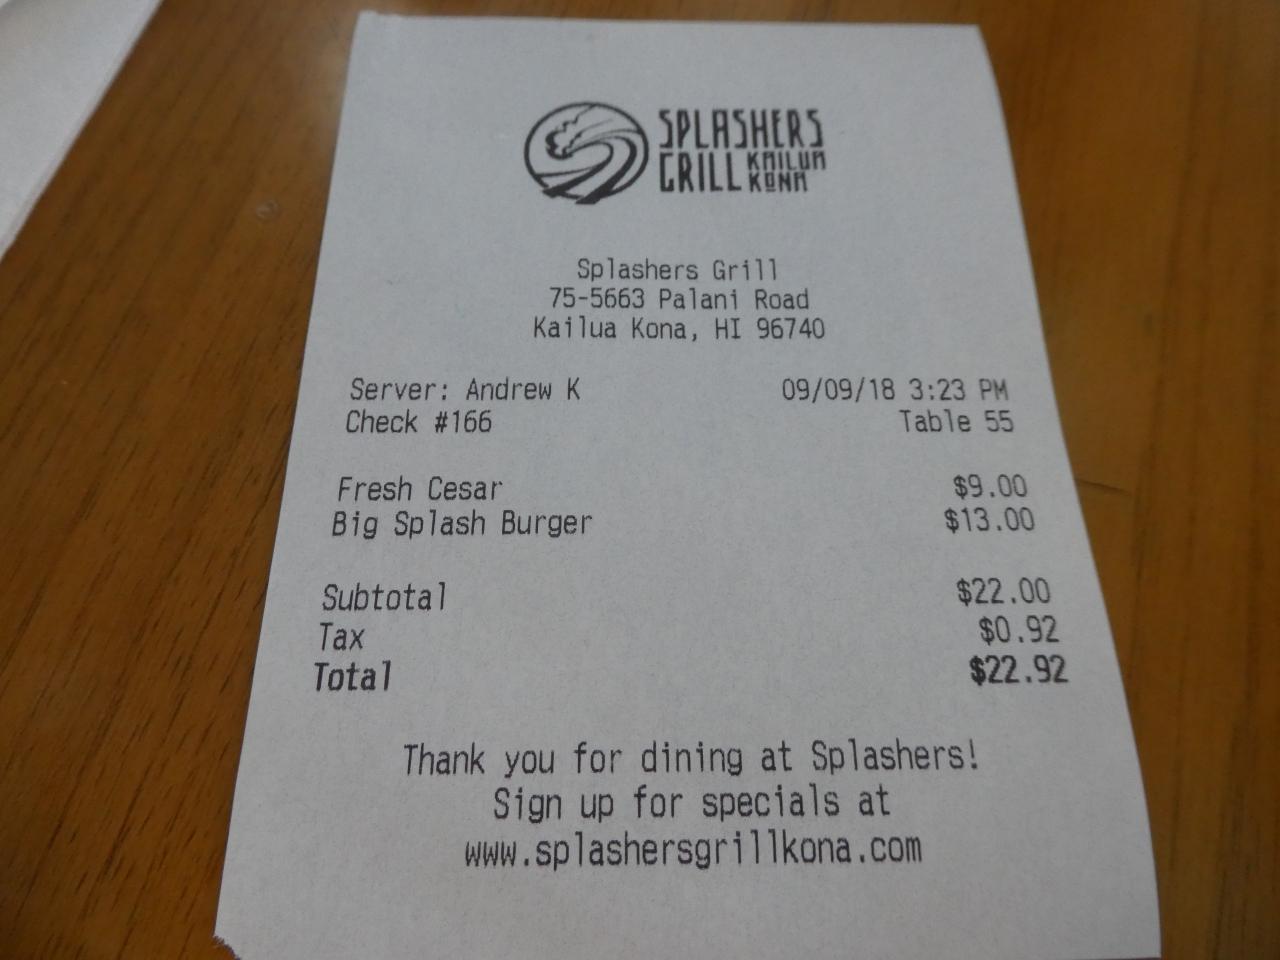 SPLASHERS
GRILL KAILUA
KONA
Splashers Grill
75-5663 Palani Road
Kailua Kona, HI 96740
Server: Andrew K 09/09/18 3:23 PM
Check #166 Table 55
Fresh Cesar $9.00
Big Splash Burger $13.00
Subtotal $22.00
Tax $0.92
Total $22.92
Thank you for dining at Splashers!
Sign up for specials at
www.splashersgrillkona.com